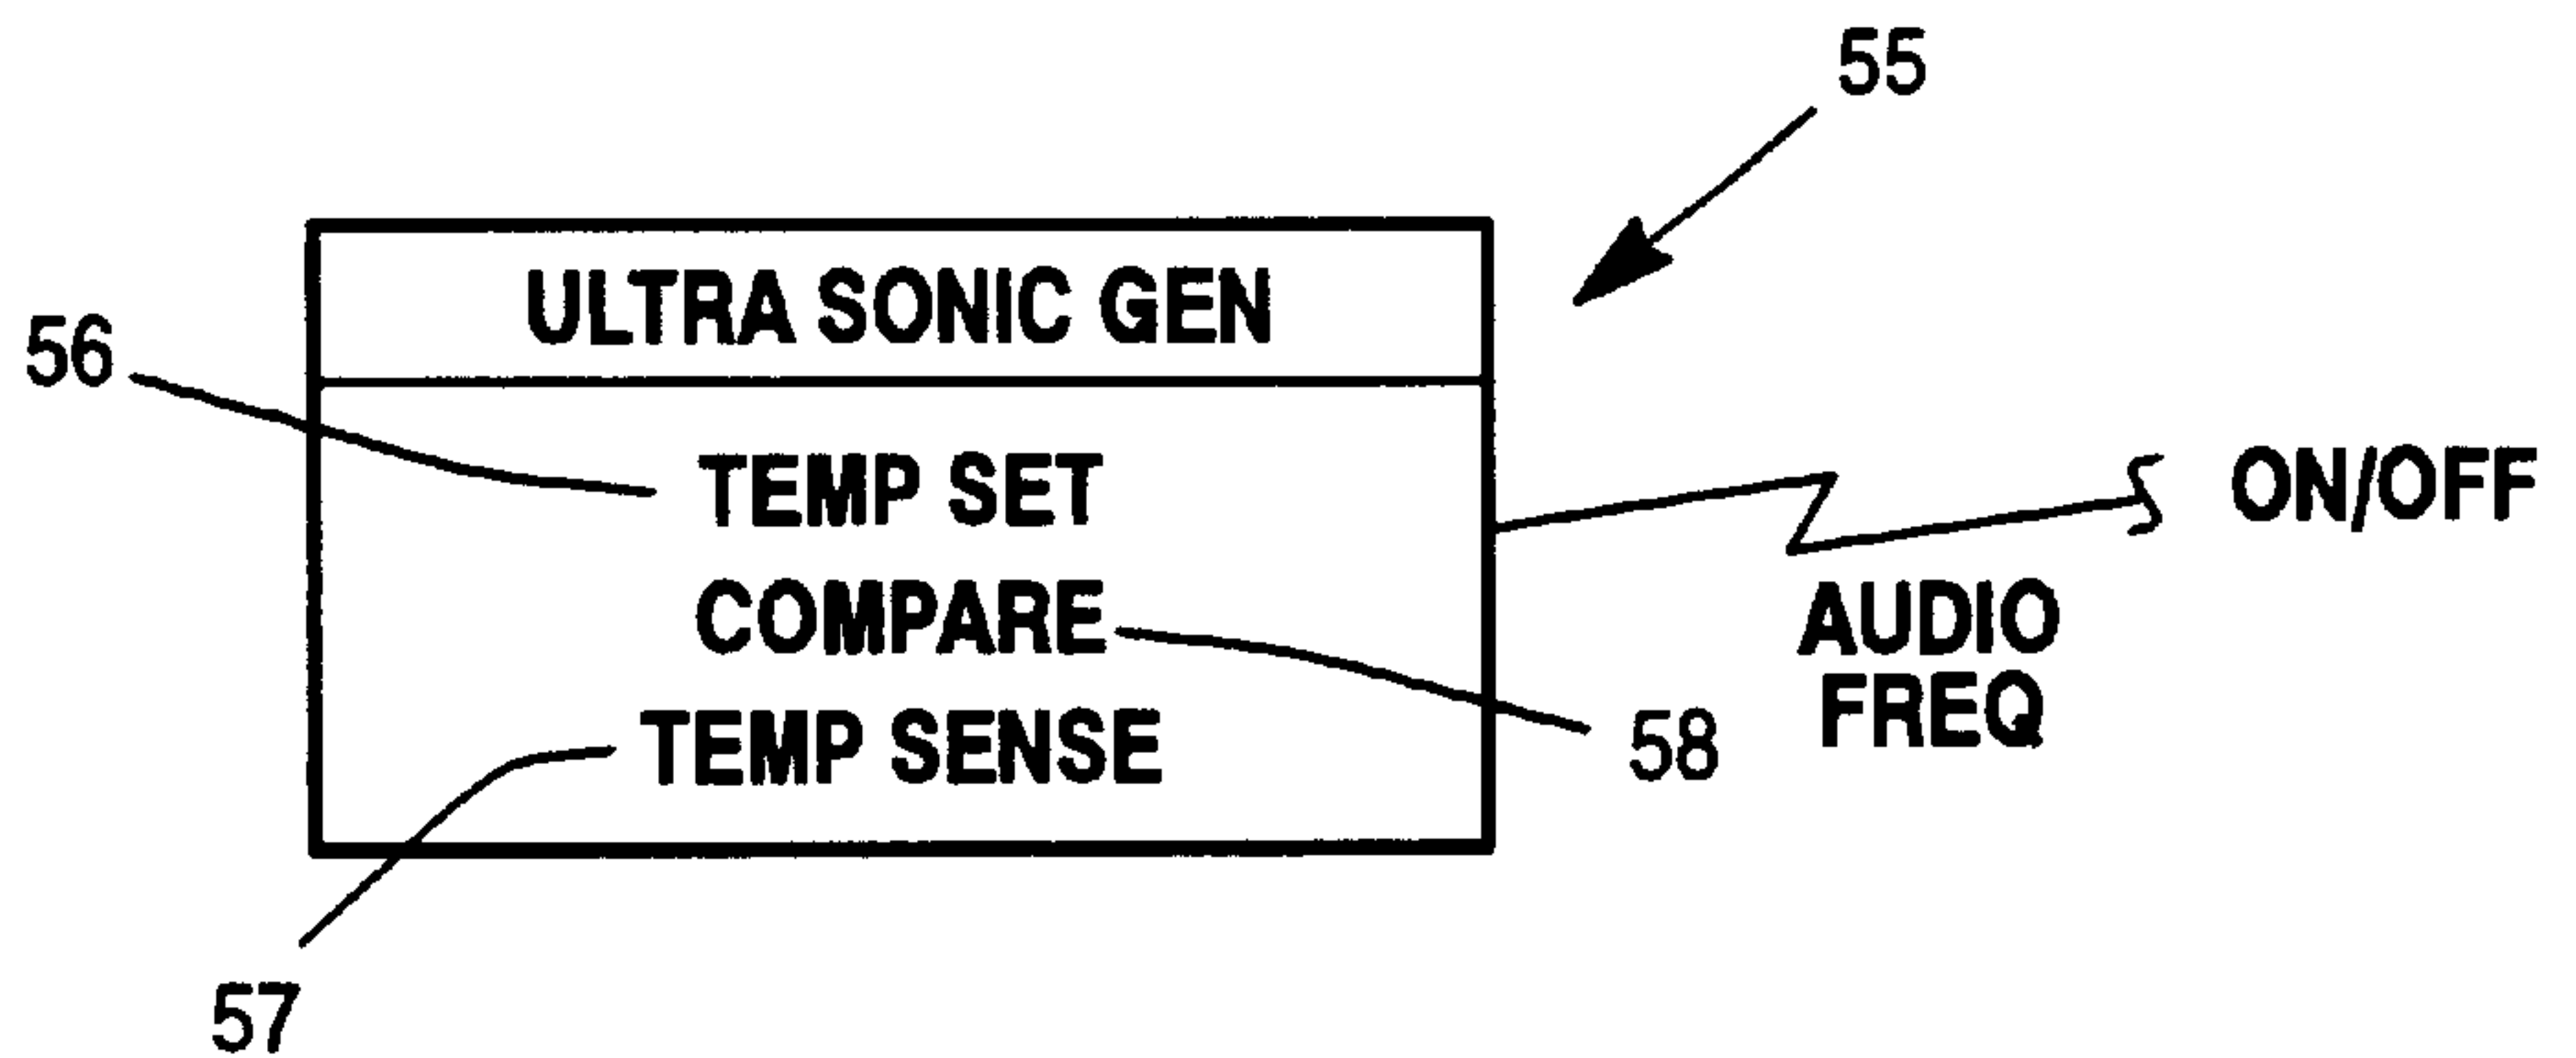 55
ULTRA SONIC GEN
56
TEMP SET
ON/OFF
COMPARE
AUDIO
FREQ
TEMP SENSE
58
57